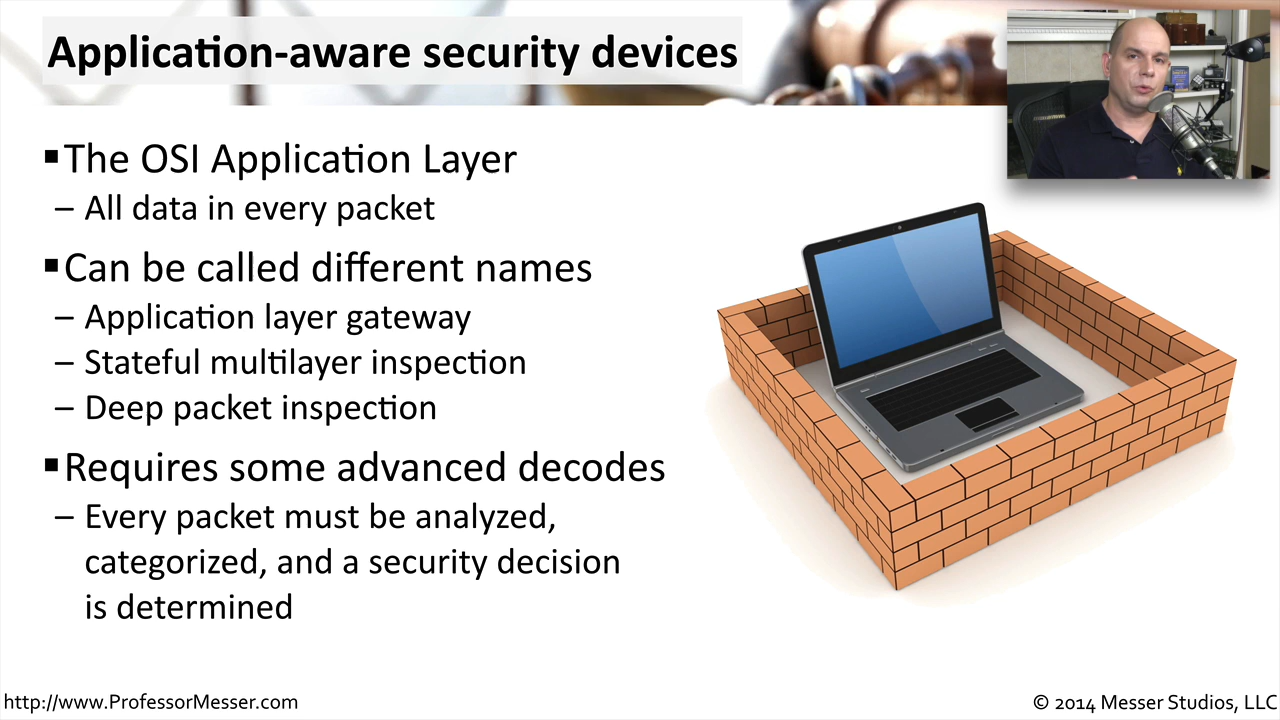 Application-aware security devices
▪The OSI Application Layer
– All data in every packet
▪Can be called different names
– Application layer gateway
– Stateful multilayer inspection
– Deep packet inspection
▪Requires some advanced decodes
– Every packet must be analyzed,
categorized, and a security decision
is determined
http://www.ProfessorMesser.com
© 2014 Messer Studios, LLC